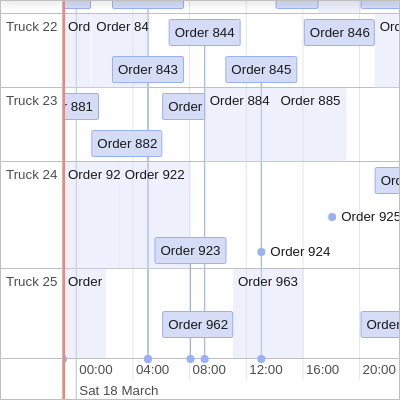 Truck 22 Ord Order 84 Order 844 Order 846 Orc
Order 843 Order 845
Truck 23 881 Order Order 884 Order 885
Order 882
Truck 24 Order 92 Order 922 Orc
Order 925
Order 923 Order 924
Truck 25 Order Order 963
Order 962 Order
00:00 04:00 08:00 12:00 16:00 20:00
Sat 18 March